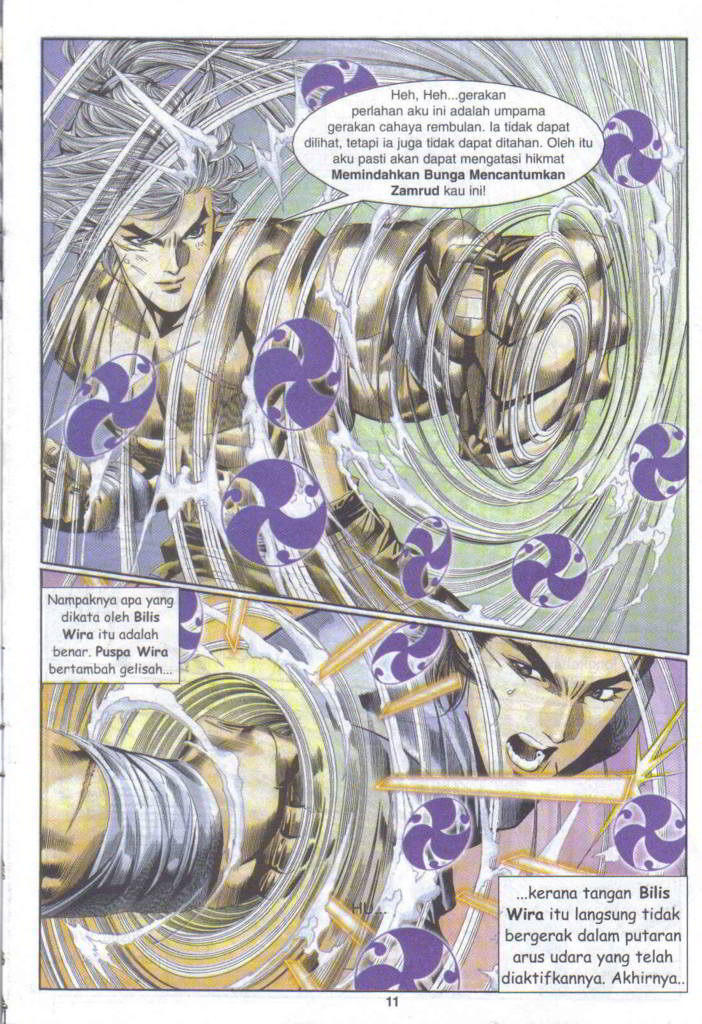 Heh, Heh...gerakan
perlahan aku ini adalah umpama
gerakan cahaya rembulan. Ia tidak dapat
dilihat, tetapi ia juga tidak dapat ditahan. Oleh itu
aku pasti akan dapat mengatasi hikmat
Memindahkan Bunga Mencantumkan
Zamrud kau ini!
Nampaknya apa yang
dikata oleh Bilis
Wira itu adalah
benar. Puspa Wira
bertambah gelisah...
HU...
...kerana tangan Bilis
Wira itu langsung tidak
bergerak dalam putaran
arus udara yang telah
diaktifkannya. Akhirnya..
11